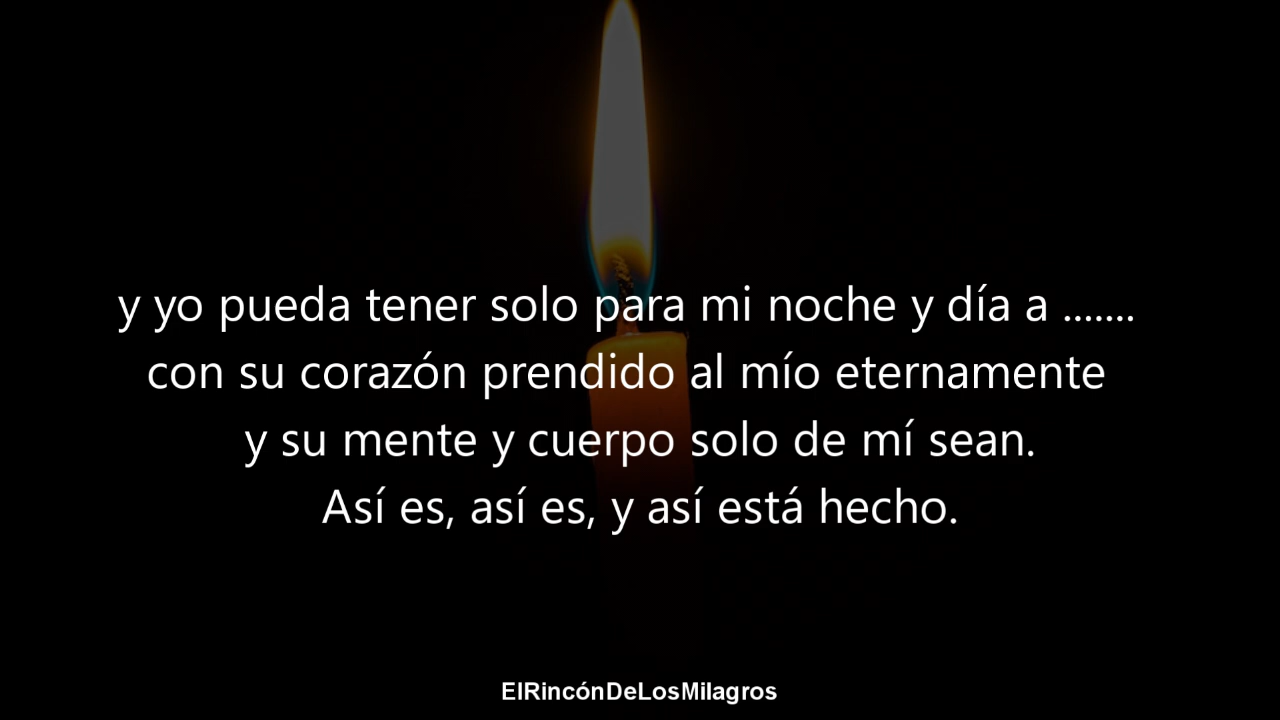 y yo pueda tener solo para mi noche y día a .......
con su corazón prendido al mío eternamente
y su mente y cuerpo solo de mí sean.
Así es, así es, y así está hecho.
ElRincónDeLosMilagros